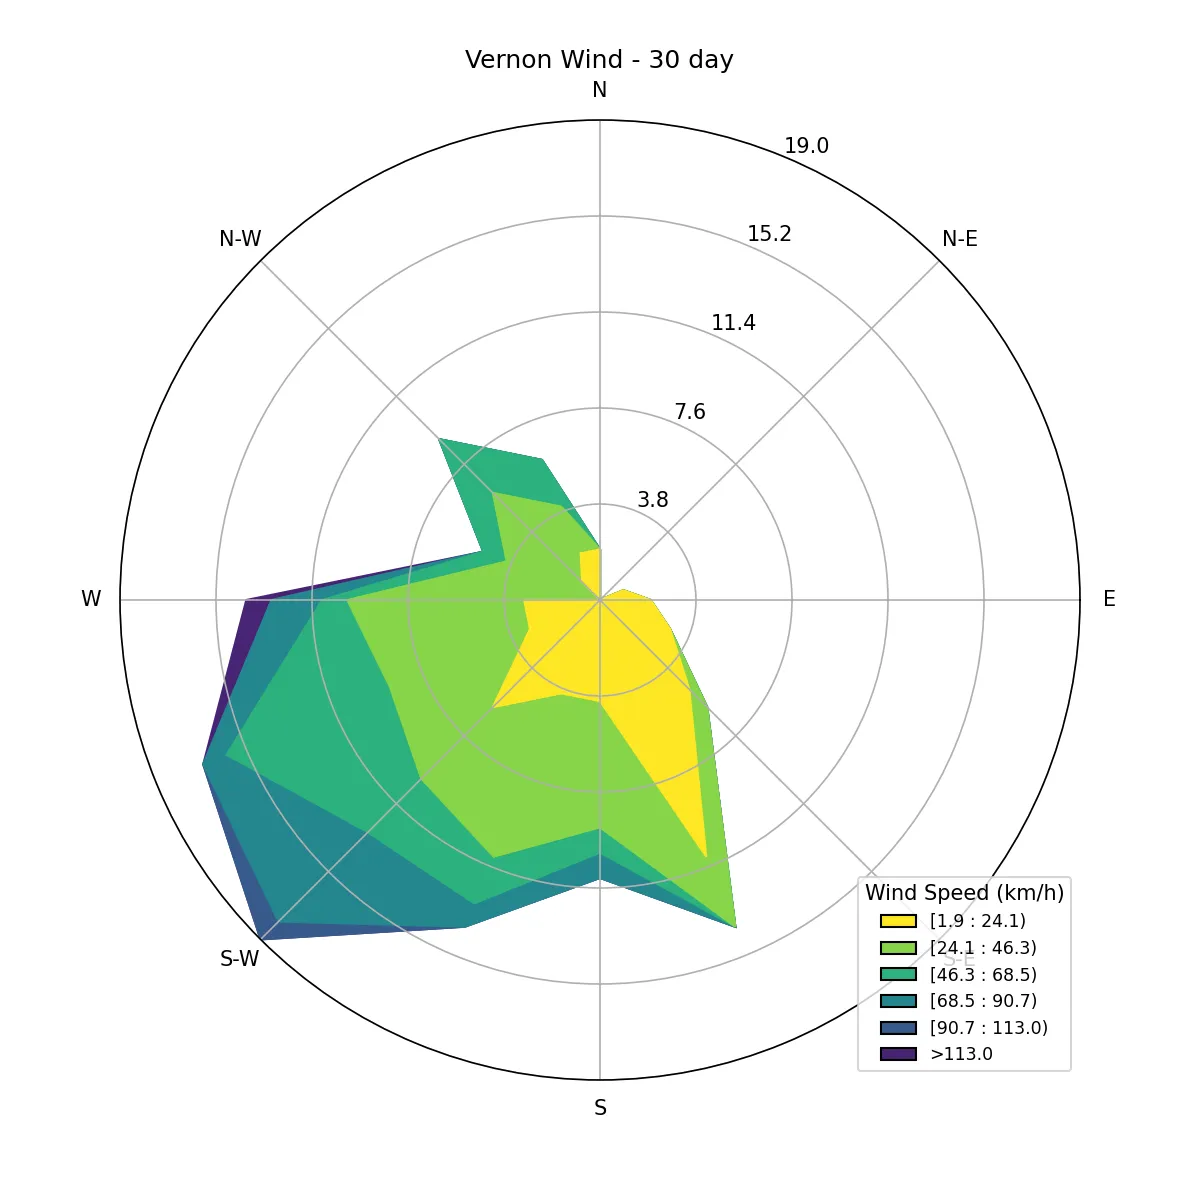 Vernon Wind - 30 day
N
19.0
15.2
N-W
N-E
11.4
7.6
3.8
W
E
Wind Speed (km/h)
[1.9 : 24.1)
[24.1 : 46.3)
S-W
S-E
[46.3 : 68.5)
[68.5 : 90.7)
[90.7 : 113.0)
>113.0
S